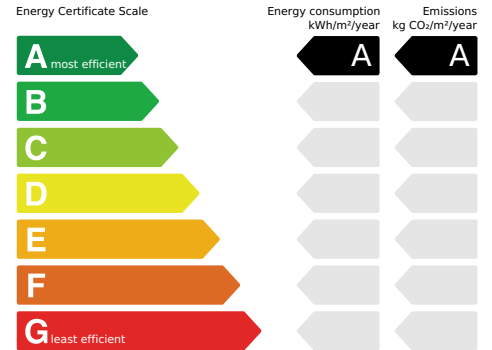 Energy Certificate Scale
Energy consumption
kWh/m²/year
Emissions
kg CO₂/m²/year
A most efficient
A
A
B
C
D
E
F
G least efficient